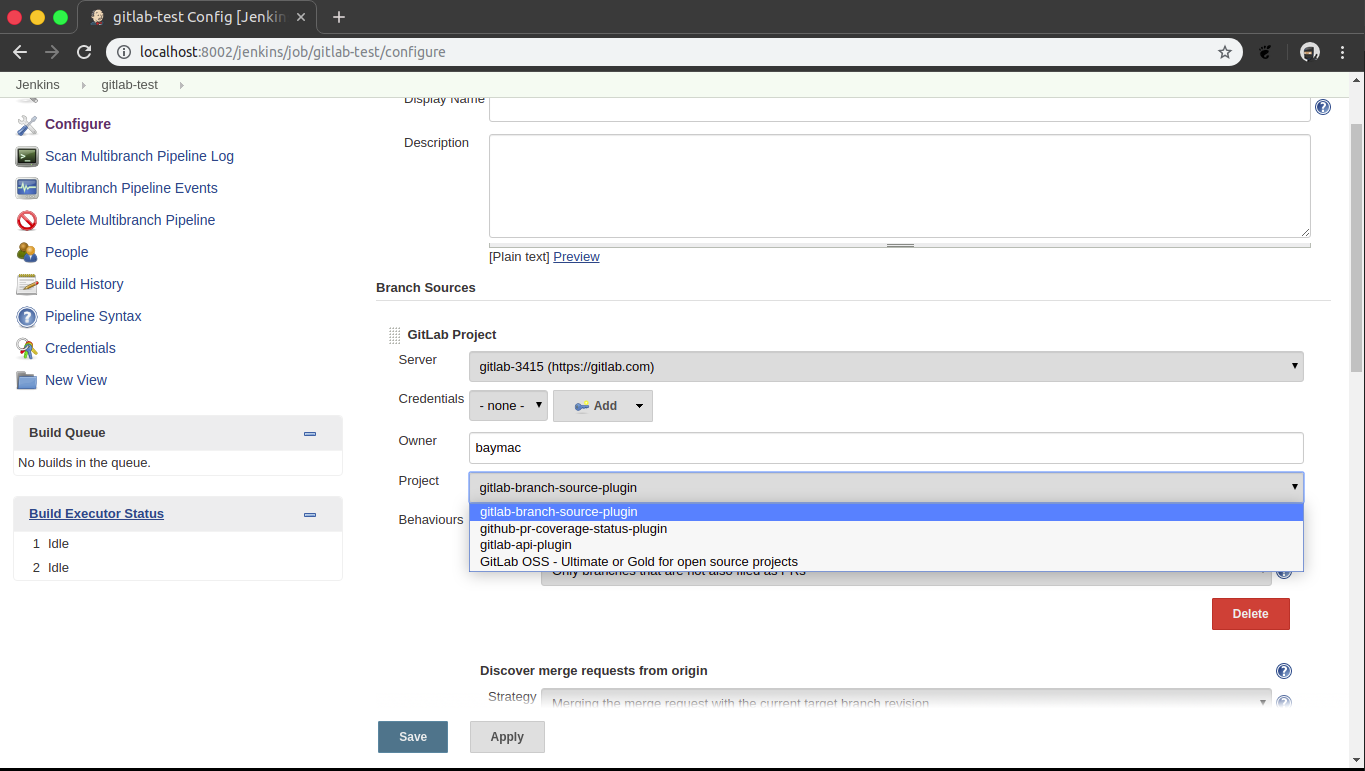 gitlab-test Config [Jenkin
localhost:8002/jenkins/job/gitlab-test/configure
Jenkins gitlab-test
Configure
Scan Multibranch Pipeline Log
Multibranch Pipeline Events
Delete Multibranch Pipeline
People
Build History
Pipeline Syntax
Credentials
New View
Build Queue
No builds in the queue.
Build Executor Status
1 Idle
2 Idle
Display Name
Description
[Plain text] Preview
Branch Sources
GitLab Project
Server
gitlab-3415 (https://gitlab.com)
Credentials
- none -
Add
Owner
baymac
Project
gitlab-branch-source-plugin
gitlab-branch-source-plugin
github-pr-coverage-status-plugin
gitlab-api-plugin
GitLab OSS - Ultimate or Gold for open source projects
Behaviours
Only branches that are not also filed as PRs
Delete
Discover merge requests from origin
Strategy
Merging the merge request with the current target branch revision
Save
Apply